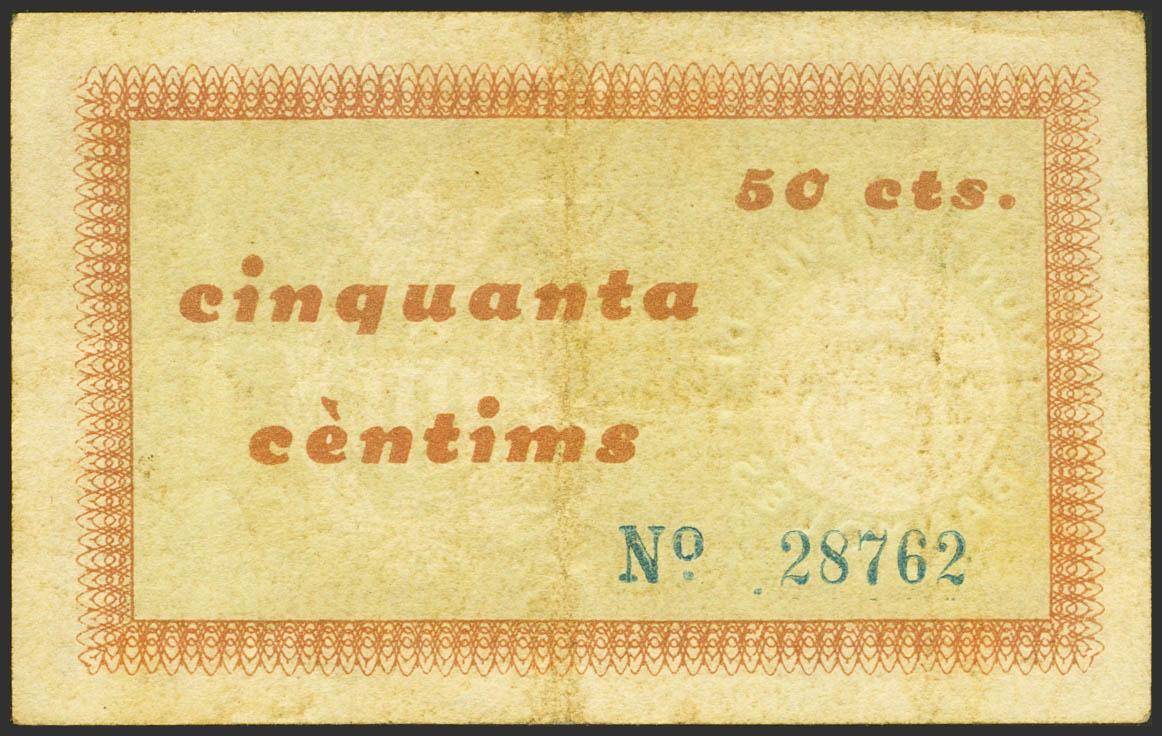 50 cts.
cinquanta
cèntims
Nº 28762